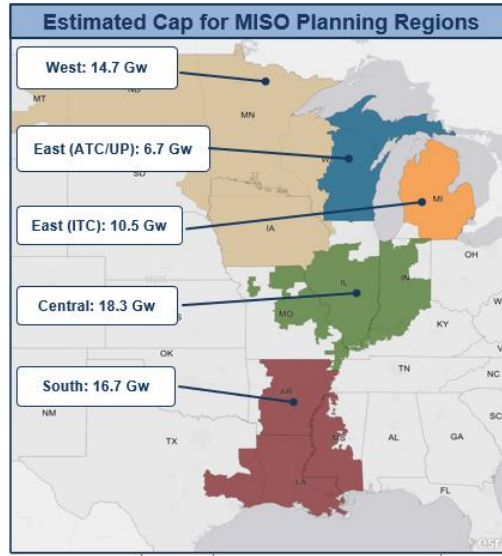 Estimated Cap for MISO Planning Regions
West: 14.7 Gw
ND
MT
MN
East (ATC/UP): 6.7 Gw
SD
MI
East (ITC): 10.5 Gw
IA
OH
IL
IN
Central: 18.3 Gw
MO
KY
OK
TN
NC
South: 16.7 Gw
AR
SC
NM
TX
MS
AL
GA
LA
FL
esri